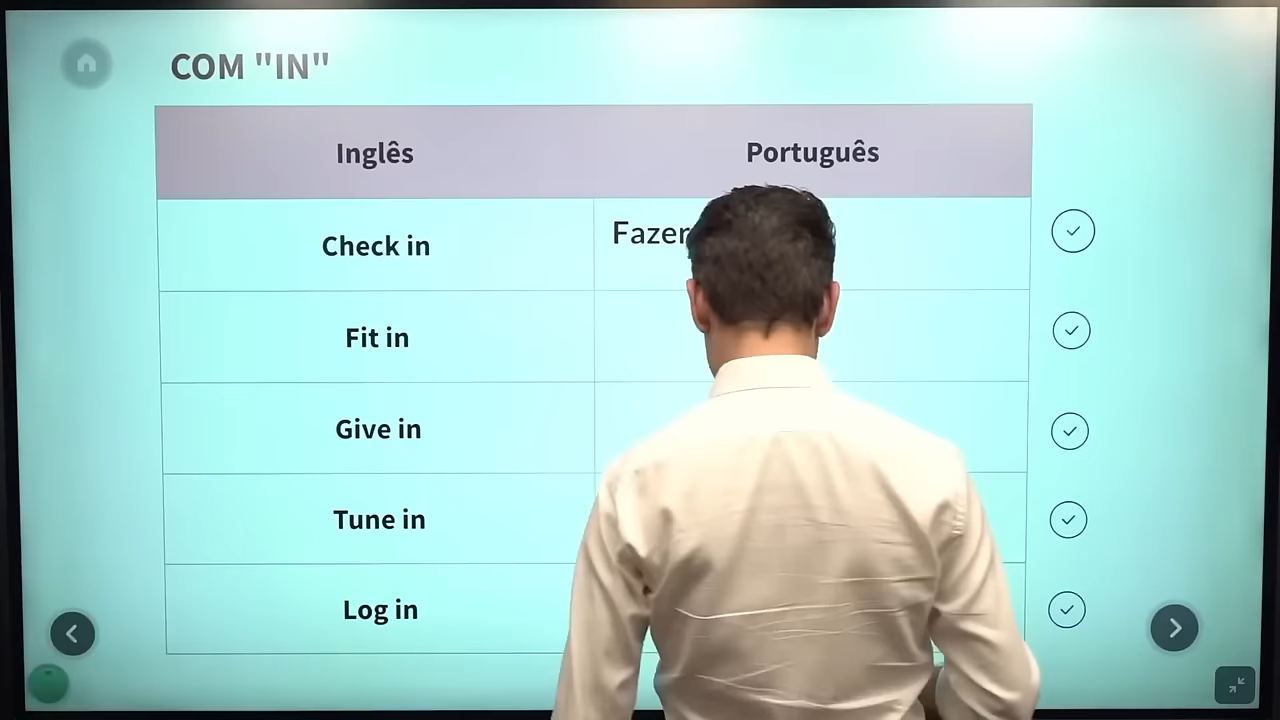 COM "IN"
Inglês Português
Check in Fazer
Fit in
Give in
Tune in
Log in